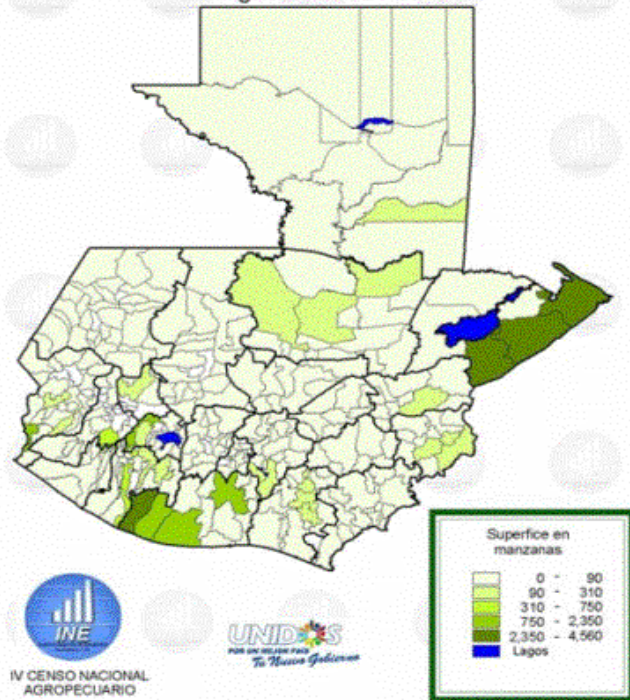 Superfice en
manzanas
0 - 90
90 - 310
310 - 750
750 - 2,350
2,350 - 4,560
Lagos
INE
IV CENSO NACIONAL
AGROPECUARIO
UNIDOS
POR UN MEJOR PAIS
Tu Nuevo Gobierno